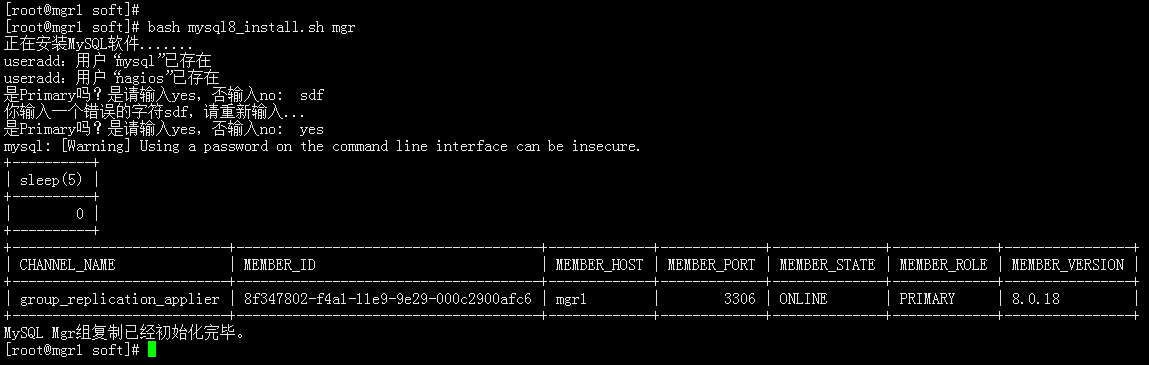 [root@mgr1 soft]#
[root@mgr1 soft]# bash mysql8_install.sh mgr
正在安装MySQL软件.......
useradd：用户“mysql”已存在
useradd：用户“nagios”已存在
是Primary吗？是请输入yes，否输入no:  sdf
你输入一个错误的字符sdf，请重新输入...
是Primary吗？是请输入yes，否输入no:  yes
mysql: [Warning] Using a password on the command line interface can be insecure.
+----------+
| sleep(5) |
+----------+
|        0 |
+----------+
+---------------------------+--------------------------------------+-------------+-------------+--------------+-------------+----------------+
| CHANNEL_NAME              | MEMBER_ID                            | MEMBER_HOST | MEMBER_PORT | MEMBER_STATE | MEMBER_ROLE | MEMBER_VERSION |
+---------------------------+--------------------------------------+-------------+-------------+--------------+-------------+----------------+
| group_replication_applier | 8f347802-f4a1-11e9-9e29-000c2900afc6 | mgr1        |        3306 | ONLINE       | PRIMARY     | 8.0.18         |
+---------------------------+--------------------------------------+-------------+-------------+--------------+-------------+----------------+
MySQL Mgr组复制已经初始化完毕。
[root@mgr1 soft]#